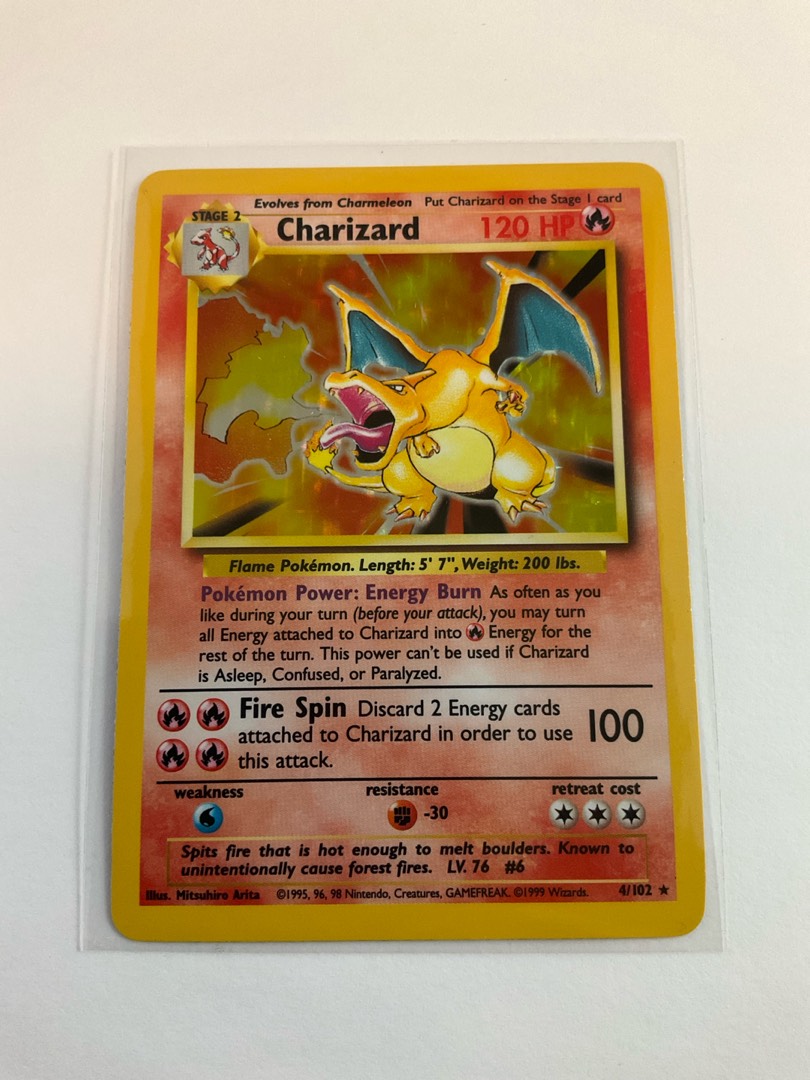 Evolves from Charmeleon Put Charizard on the Stage 1 card
STAGE 2
Charizard 120 HP
Flame Pokémon. Length: 5' 7", Weight: 200 lbs.
Pokémon Power: Energy Burn As often as you
like during your turn (before your attack), you may turn
all Energy attached to Charizard into Energy for the
rest of the turn. This power can't be used if Charizard
is Asleep, Confused, or Paralyzed.
Fire Spin Discard 2 Energy cards
attached to Charizard in order to use 100
this attack.
weakness resistance retreat cost
-30
Spits fire that is hot enough to melt boulders. Known to
unintentionally cause forest fires. LV. 76 #6
Illus. Mitsuhiro Arita ©1995, 96, 98 Nintendo, Creatures, GAMEFREAK. ©1999 Wizards. 4/102 ★